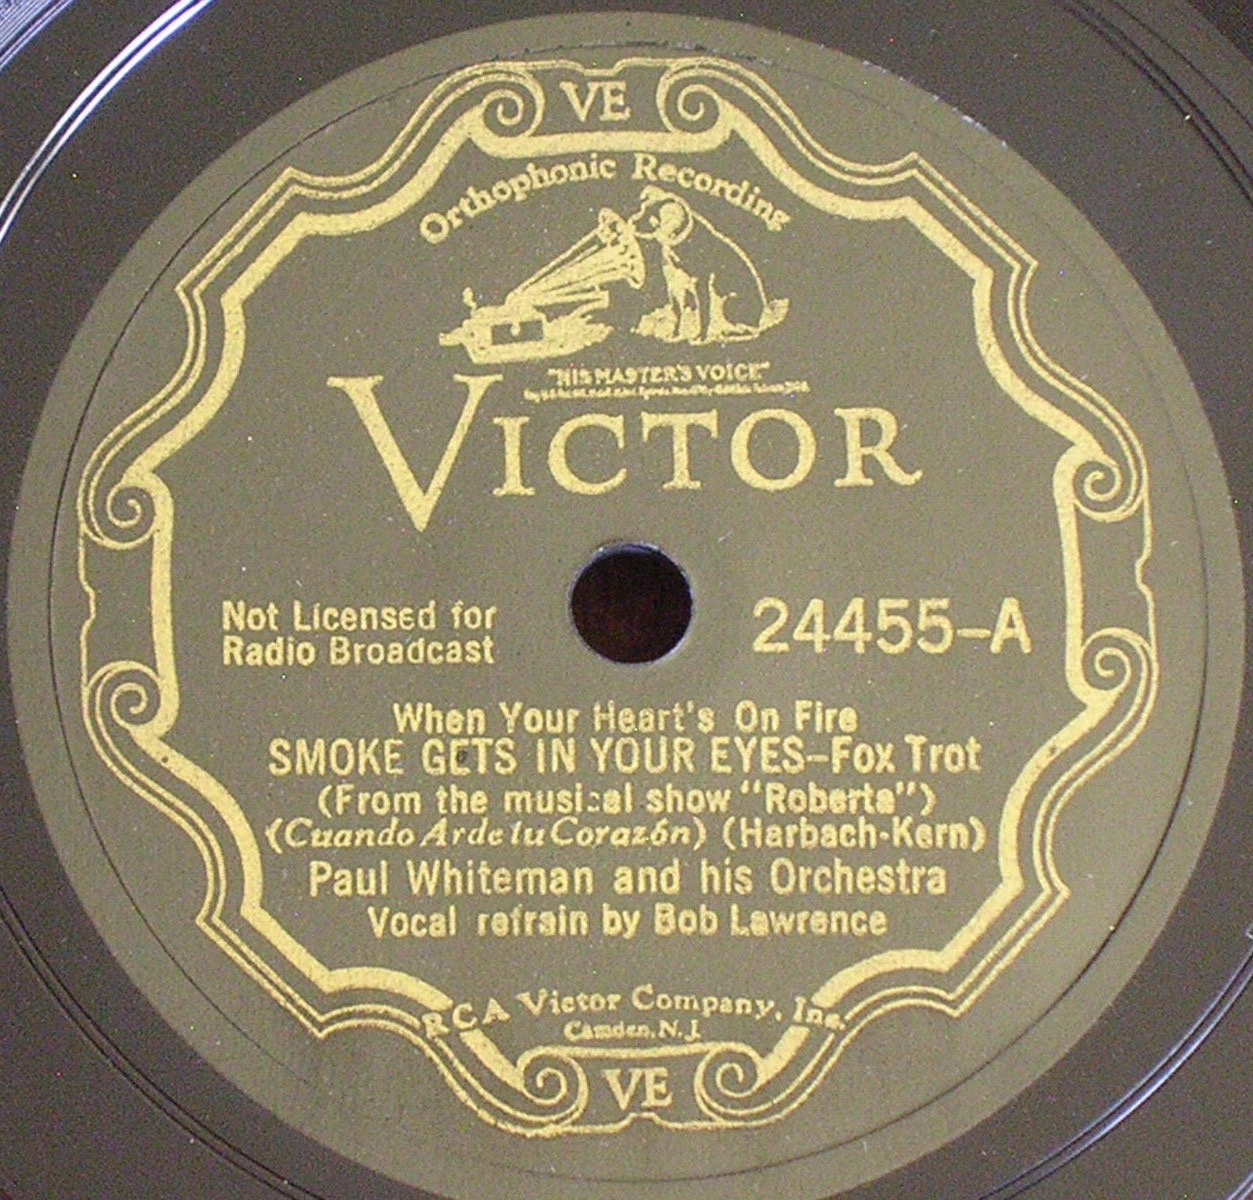 VE
Orthophonic Recording
"HIS MASTER'S VOICE"
VICTOR
Not Licensed for
Radio Broadcast
24455-A
When Your Heart's On Fire
SMOKE GETS IN YOUR EYES-Fox Trot
(From the musical show "Roberta")
(Cuando Arde tu Corazón) (Harbach-Kern)
Paul Whiteman and his Orchestra
Vocal refrain by Bob Lawrence
RCA Victor Company, Inc.
Camden, N.J.
VE